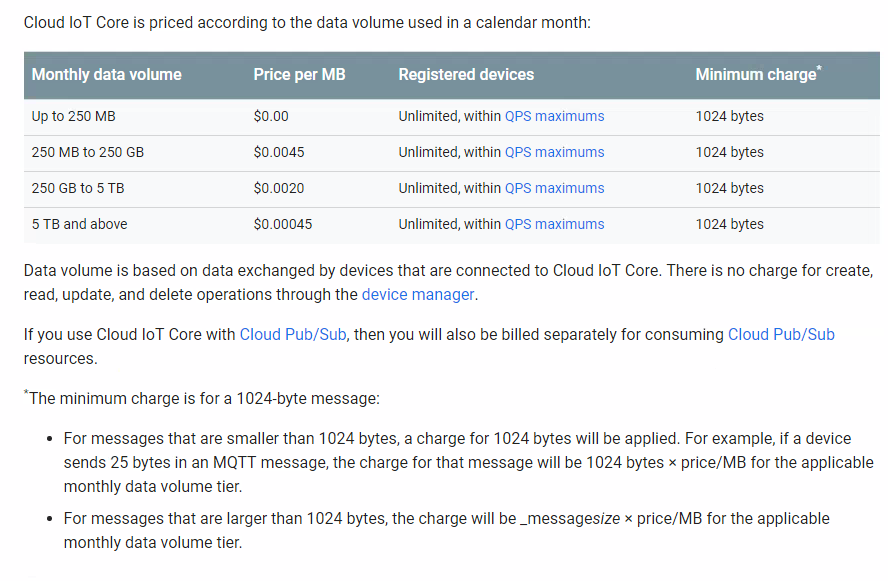 Cloud IoT Core is priced according to the data volume used in a calendar month:
Monthly data volume Price per MB Registered devices Minimum charge*
Up to 250 MB $0.00 Unlimited, within QPS maximums 1024 bytes
250 MB to 250 GB $0.0045 Unlimited, within QPS maximums 1024 bytes
250 GB to 5 TB $0.0020 Unlimited, within QPS maximums 1024 bytes
5 TB and above $0.00045 Unlimited, within QPS maximums 1024 bytes
Data volume is based on data exchanged by devices that are connected to Cloud IoT Core. There is no charge for create,
read, update, and delete operations through the device manager.
If you use Cloud IoT Core with Cloud Pub/Sub, then you will also be billed separately for consuming Cloud Pub/Sub
resources.
*The minimum charge is for a 1024-byte message:
• For messages that are smaller than 1024 bytes, a charge for 1024 bytes will be applied. For example, if a device
sends 25 bytes in an MQTT message, the charge for that message will be 1024 bytes × price/MB for the applicable
monthly data volume tier.
• For messages that are larger than 1024 bytes, the charge will be _messagesize × price/MB for the applicable
monthly data volume tier.